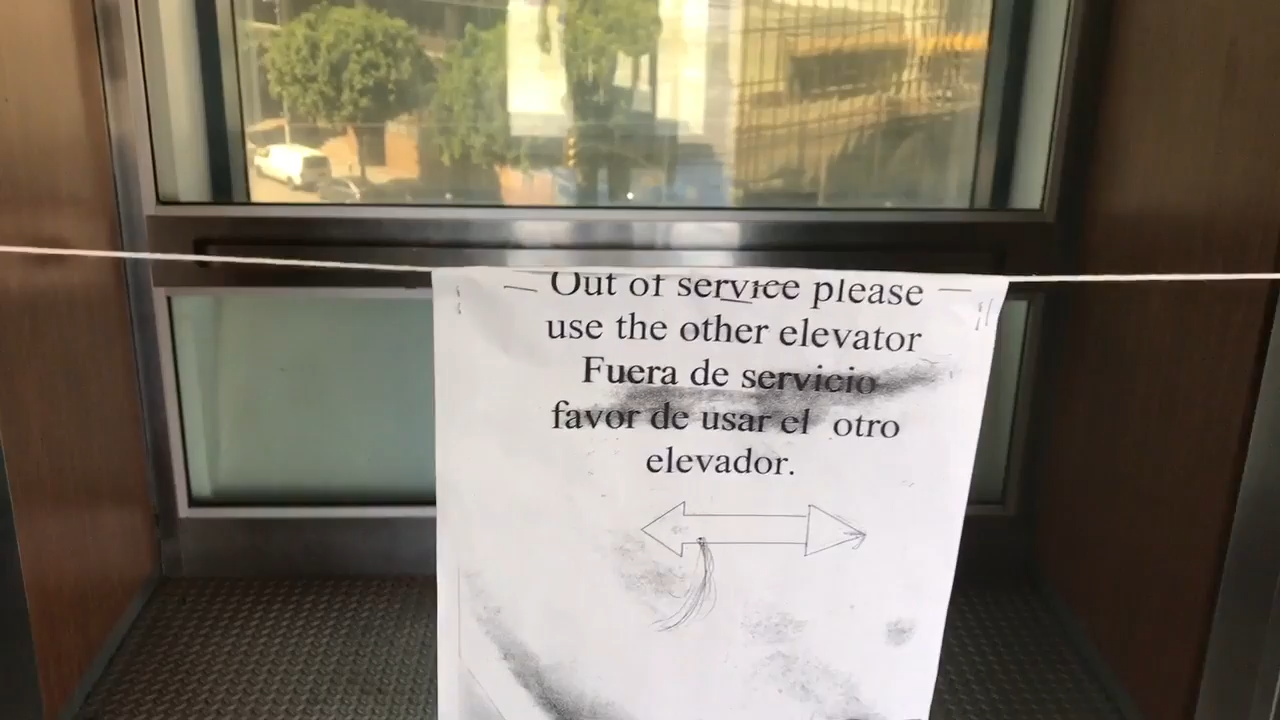 Out of service please
use the other elevator
Fuera de servicio
favor de usar el otro
elevador.